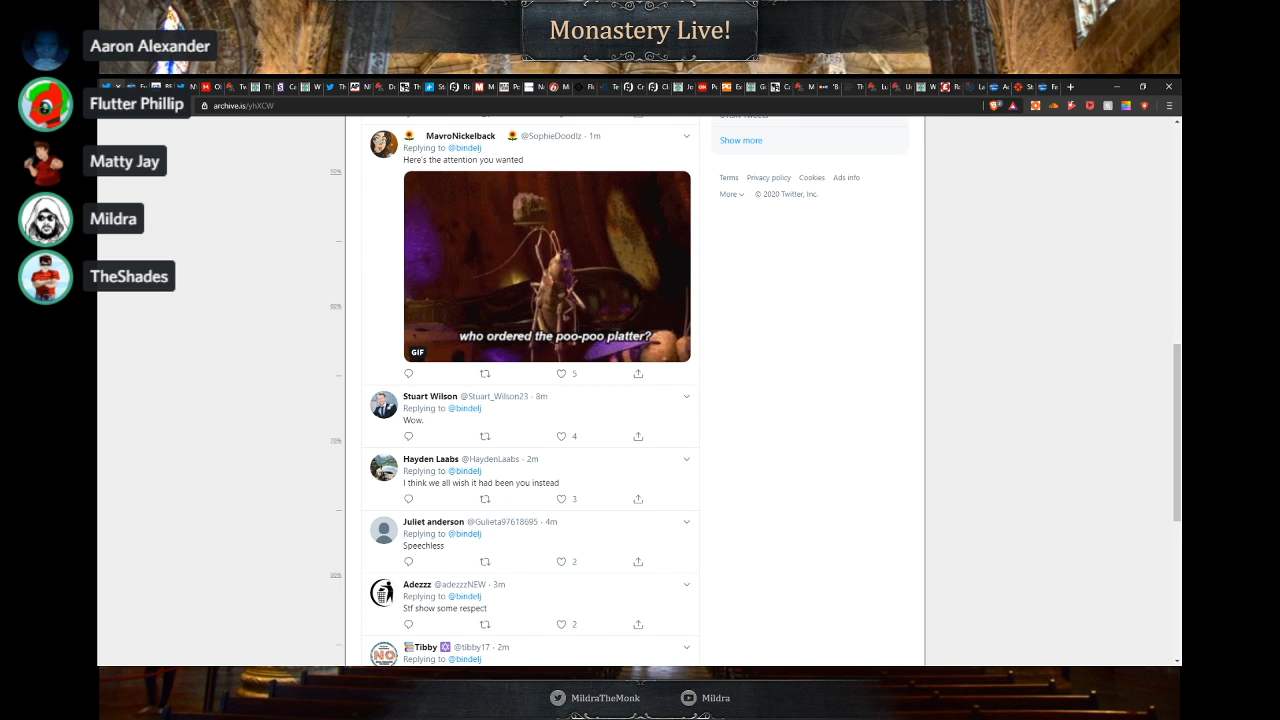 Monastery Live!
Aaron Alexander
Flutter Phillip
Matty Jay
Mildra
TheShades
archive.is/yhXCW
MavroNickelback @SophieDoodlz · 1m
Replying to @bindelj
Here's the attention you wanted
who ordered the poo-poo platter?
GIF
5
Stuart Wilson @Stuart_Wilson23 · 8m
Replying to @bindelj
Wow.
4
Hayden Laabs @HaydenLaabs · 2m
Replying to @bindelj
I think we all wish it had been you instead
3
Juliet anderson @Gulieta97618695 · 4m
Replying to @bindelj
Speechless
2
Adezzz @adezzzNEW · 3m
Replying to @bindelj
Stf show some respect
2
Tibby @tibby17 · 2m
Replying to @bindelj
NO
50%
60%
70%
80%
Show more
Terms Privacy policy Cookies Ads info
More © 2020 Twitter, Inc.
MildraTheMonk Mildra